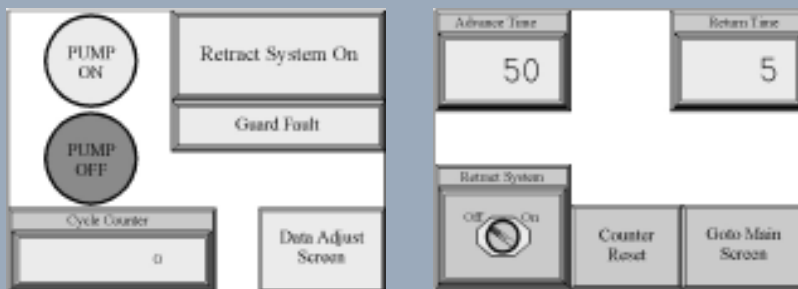 PUMP
ON
Retract System On
Guard Fault
PUMP
OFF
Cycle Counter
0
Data Adjust
Screen
Advance Time
50
Return Time
5
Retract System
Off On
Counter
Reset
Goto Main
Screen